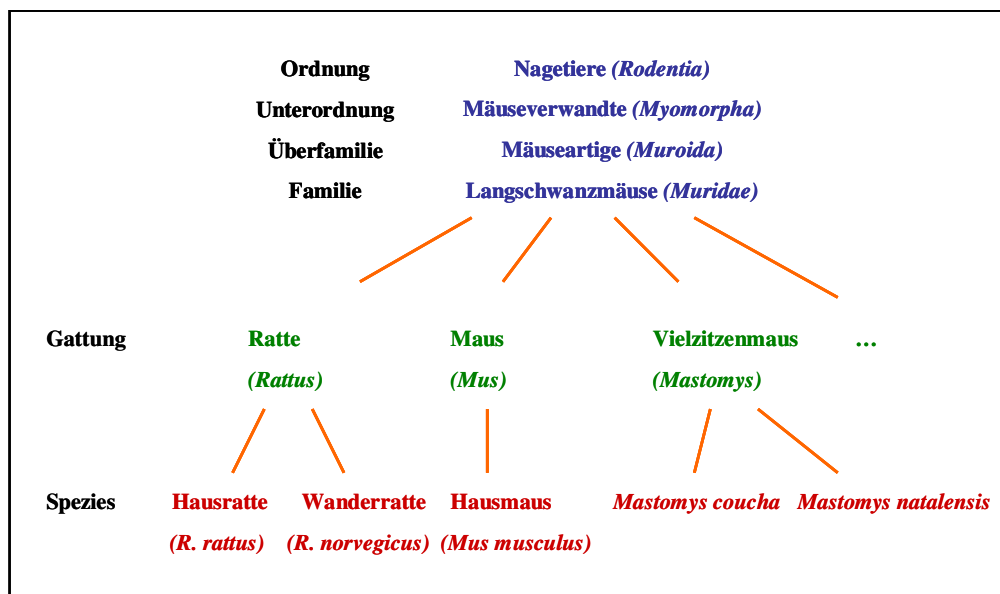 Ordnung Nagetiere (Rodentia)
Unterordnung Mäuseverwandte (Myomorpha)
Überfamilie Mäuseartige (Muroida)
Familie Langschwanzmäuse (Muridae)
Gattung Ratte Maus Vielzitzenmaus ...
(Rattus) (Mus) (Mastomys)
Spezies Hausratte Wanderratte Hausmaus Mastomys coucha Mastomys natalensis
(R. rattus) (R. norvegicus) (Mus musculus)